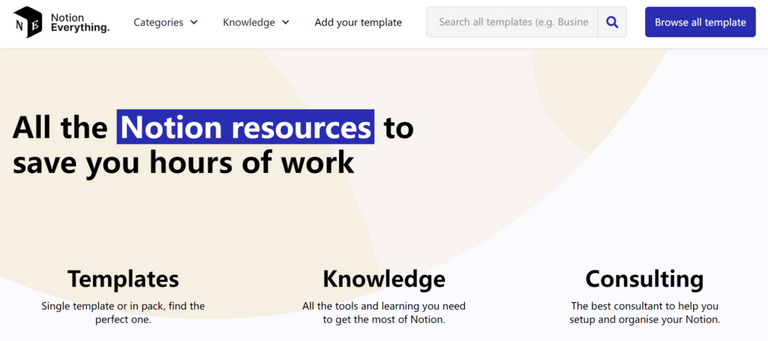 N E
Notion
Everything.
Categories
Knowledge
Add your template
Search all templates (e.g. Busine
Browse all template
All the Notion resources to
save you hours of work
Templates
Single template or in pack, find the
perfect one.
Knowledge
All the tools and learning you need
to get the most of Notion.
Consulting
The best consultant to help you
setup and organise your Notion.